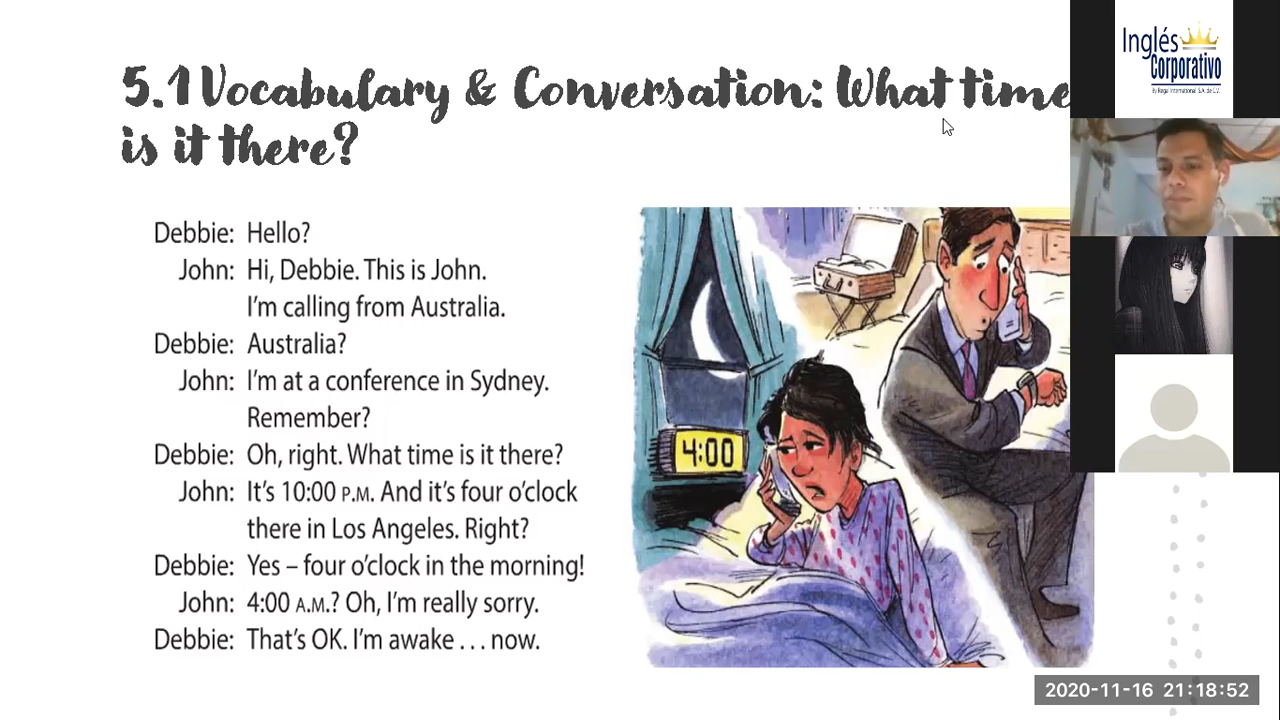 5.1 Vocabulary & Conversation: What time
is it there?
Debbie: Hello?
John: Hi, Debbie. This is John.
I'm calling from Australia.
Debbie: Australia?
John: I'm at a conference in Sydney.
Remember?
Debbie: Oh, right. What time is it there?
John: It's 10:00 P.M. And it's four o'clock
there in Los Angeles. Right?
Debbie: Yes – four o'clock in the morning!
John: 4:00 A.M.? Oh, I'm really sorry.
Debbie: That's OK. I'm awake . . . now.
4:00
Inglés
Corporativo
By Regal International S.A. de C.V.
2020-11-16 21:18:52